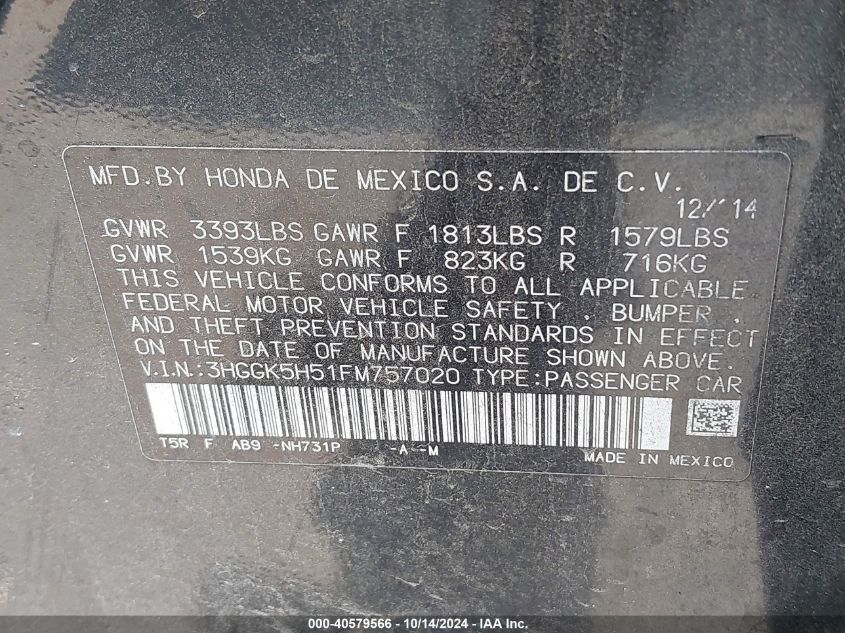 MFD.BY HONDA DE MEXICO S.A. DE C.V.
12/14
GVWR 3393LBS GAWR F 1813LBS R 1579LBS
GVWR 1539KG GAWR F 823KG R 716KG
THIS VEHICLE CONFORMS TO ALL APPLICABLE
FEDERAL MOTOR VEHICLE SAFETY , BUMPER ,
AND THEFT PREVENTION STANDARDS IN EFFECT
ON THE DATE OF MANUFACTURE SHOWN ABOVE.
V.I.N.:3HGGK5H51FM757020 TYPE:PASSENGER CAR
T5R F AB9 -NH731P -A--M
MADE IN MEXICO
000-40579566 - 10/14/2024 - IAAI.COM